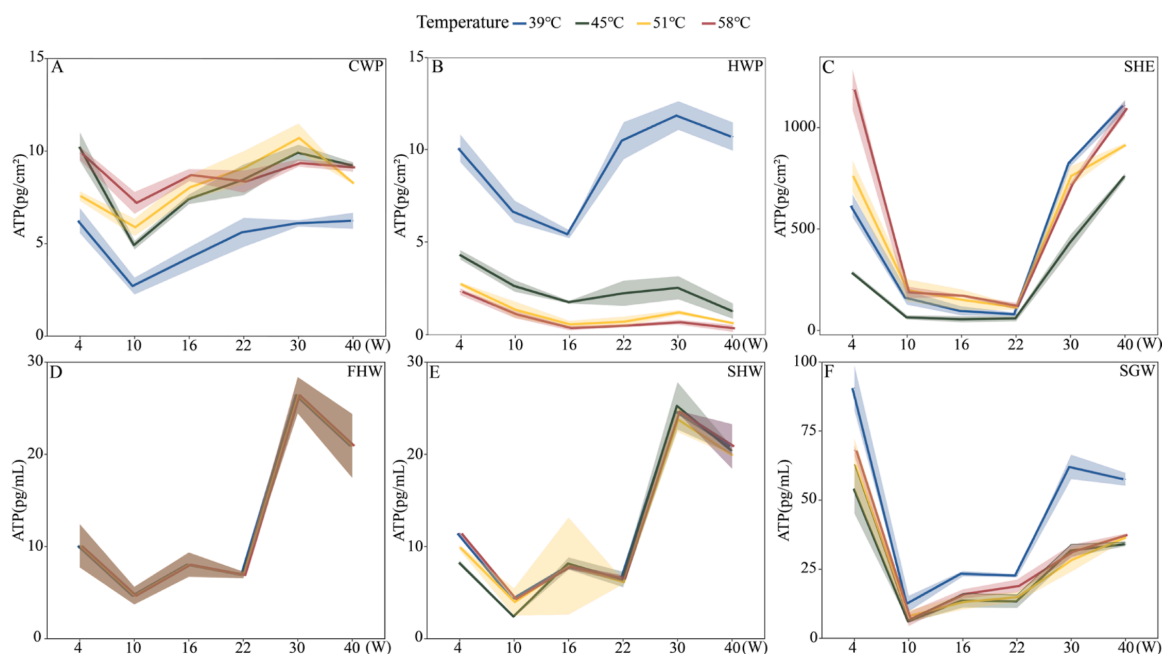 Temperature 39℃ 45℃ 51℃ 58℃
A CWP
ATP(pg/cm²)
15
10
5
0
4 10 16 22 30 40 (W)
B HWP
ATP(pg/cm²)
15
10
5
0
4 10 16 22 30 40 (W)
C SHE
ATP(pg/cm²)
1000
500
0
4 10 16 22 30 40 (W)
D FHW
ATP(pg/mL)
30
20
10
0
4 10 16 22 30 40 (W)
E SHW
ATP(pg/mL)
30
20
10
0
4 10 16 22 30 40 (W)
F SGW
ATP(pg/mL)
100
75
50
25
0
4 10 16 22 30 40 (W)